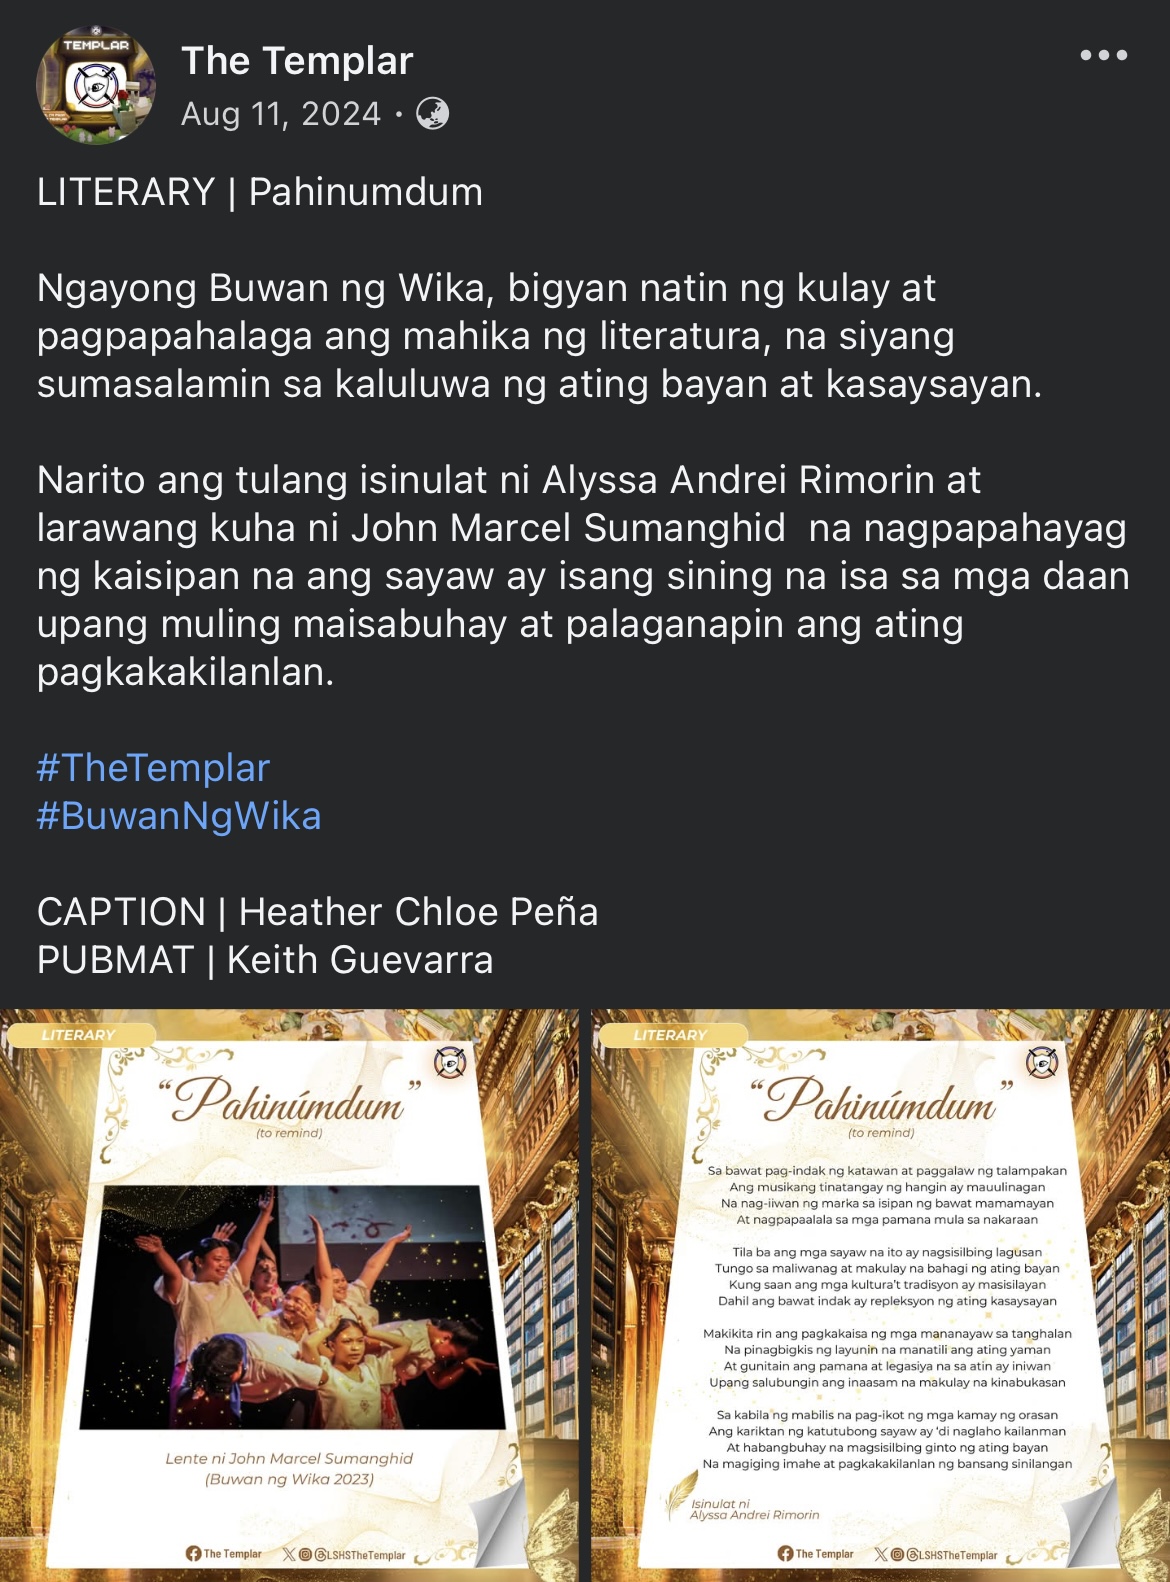 TEMPLAR
The Templar
Aug 11, 2024 ·
LITERARY | Pahinumdum
Ngayong Buwan ng Wika, bigyan natin ng kulay at
pagpapahalaga ang mahika ng literatura, na siyang
sumasalamin sa kaluluwa ng ating bayan at kasaysayan.
Narito ang tulang isinulat ni Alyssa Andrei Rimorin at
larawang kuha ni John Marcel Sumanghid  na nagpapahayag
ng kaisipan na ang sayaw ay isang sining na isa sa mga daan
upang muling maisabuhay at palaganapin ang ating
pagkakakilanlan.
#TheTemplar
#BuwanNgWika
CAPTION | Heather Chloe Peña
PUBMAT | Keith Guevarra
LITERARY
“Pahinúmdum”
(to remind)
Lente ni John Marcel Sumanghid
(Buwan ng Wika 2023)
The Templar
LSHSTheTemplar
LITERARY
“Pahinúmdum”
(to remind)
Sa bawat pag-indak ng katawan at paggalaw ng talampakan
Ang musikang tinatangay ng hangin ay mauulinagan
Na nag-iiwan ng marka sa isipan ng bawat mamamayan
At nagpapaalala sa mga pamana mula sa nakaraan
Tila ba ang mga sayaw na ito ay nagsisilbing lagusan
Tungo sa maliwanag at makulay na bahagi ng ating bayan
Kung saan ang mga kultura’t tradisyon ay masisilayan
Dahil ang bawat indak ay repleksyon ng ating kasaysayan
Makikita rin ang pagkakaisa ng mga mananayaw sa tanghalan
Na pinagbigkis ng layunin na manatili ang ating yaman
At gunitain ang pamana at legasiya na sa atin ay iniwan
Upang salubungin ang inaasam na makulay na kinabukasan
Sa kabila ng mabilis na pag-ikot ng mga kamay ng orasan
Ang kariktan ng katutubong sayaw ay ‘di naglaho kailanman
At habangbuhay na magsisilbing ginto ng ating bayan
Na magiging imahe at pagkakakilanlan ng bansang sinilangan
Isinulat ni
Alyssa Andrei Rimorin
The Templar
LSHSTheTemplar